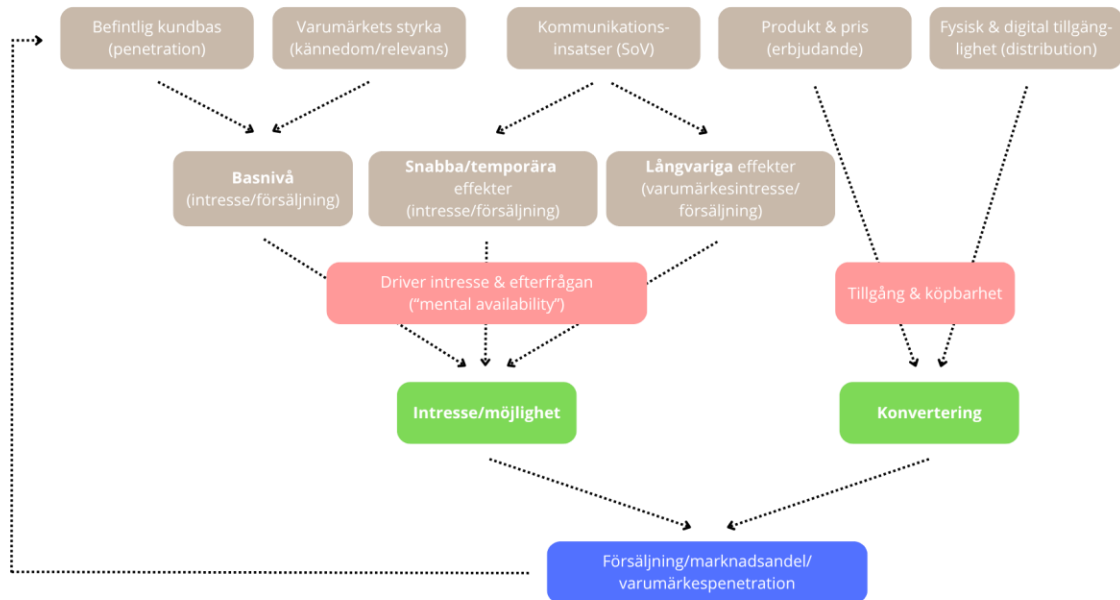 Befintlig kundbas
(penetration)
Varumärkets styrka
(kännedom/relevans)
Kommunikations-
insatser (SoV)
Produkt & pris
(erbjudande)
Fysisk & digital tillgäng-
lighet (distribution)
Basnivå
(intresse/försäljning)
Snabba/temporära
effekter
(intresse/försäljning)
Långvariga effekter
(varumärkesintresse/
försäljning)
Driver intresse & efterfrågan
(“mental availability”)
Tillgång & köpbarhet
Intresse/möjlighet
Konvertering
Försäljning/marknadsandel/
varumärkespenetration